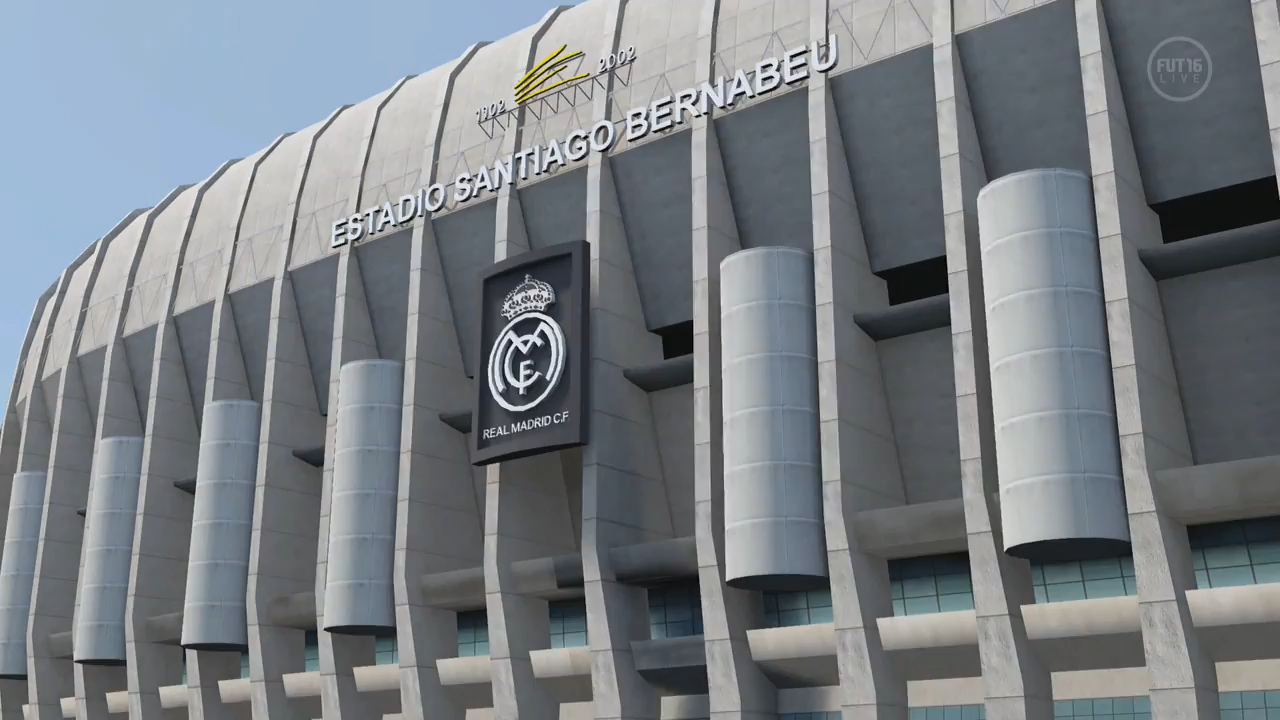 1902 2002
ESTADIO SANTIAGO BERNABEU
FUT16
LIVE
MCF
REAL MADRID C.F